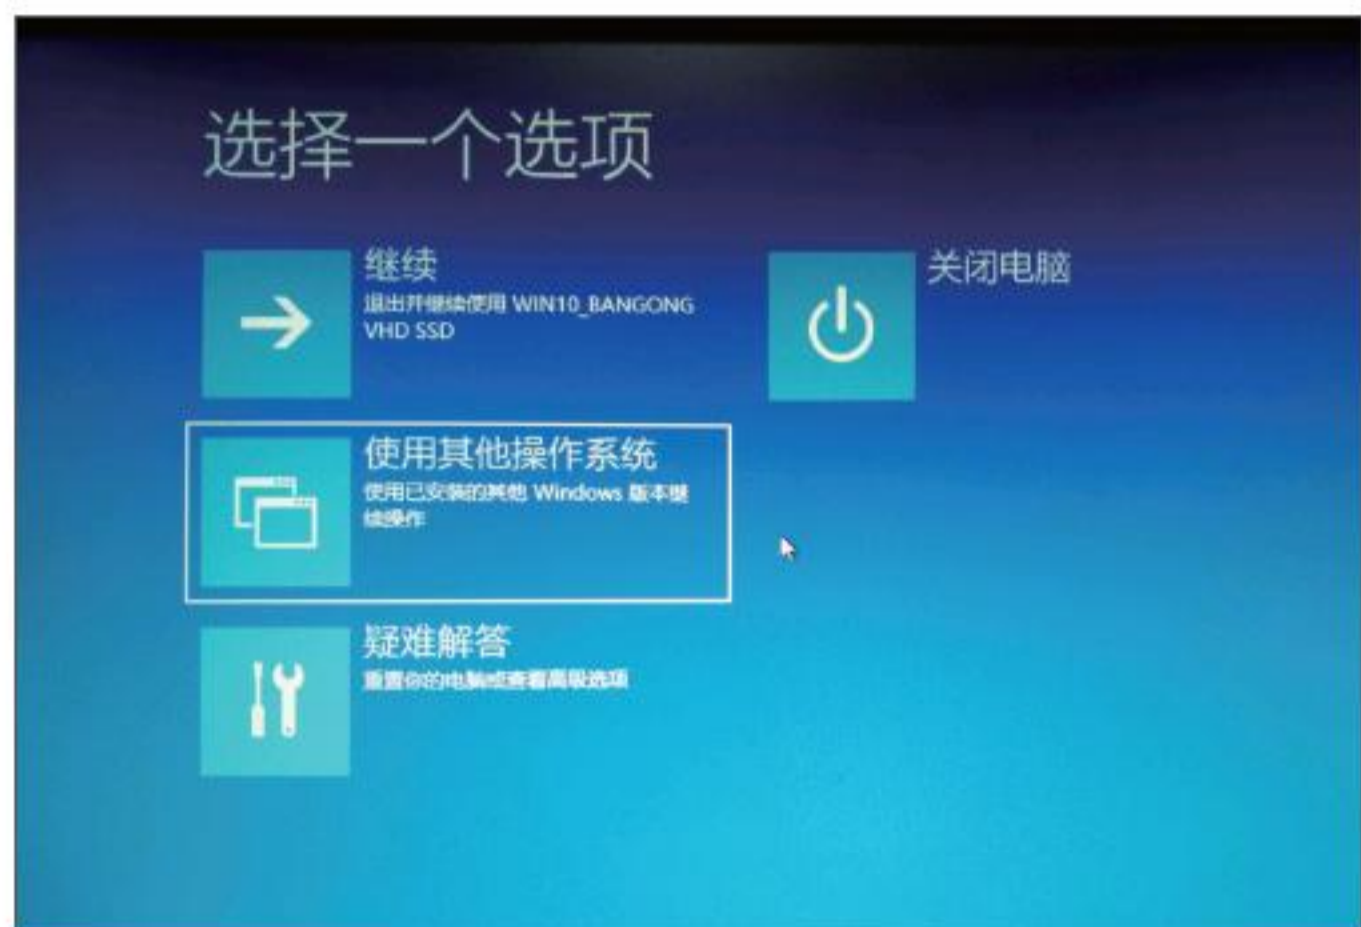 选择一个选项
继续
退出并继续使用 WIN10_BANGONG
VHD SSD
关闭电脑
使用其他操作系统
使用已安装的其他 Windows 版本继
续操作
疑难解答
重置你的电脑或查看高级选项